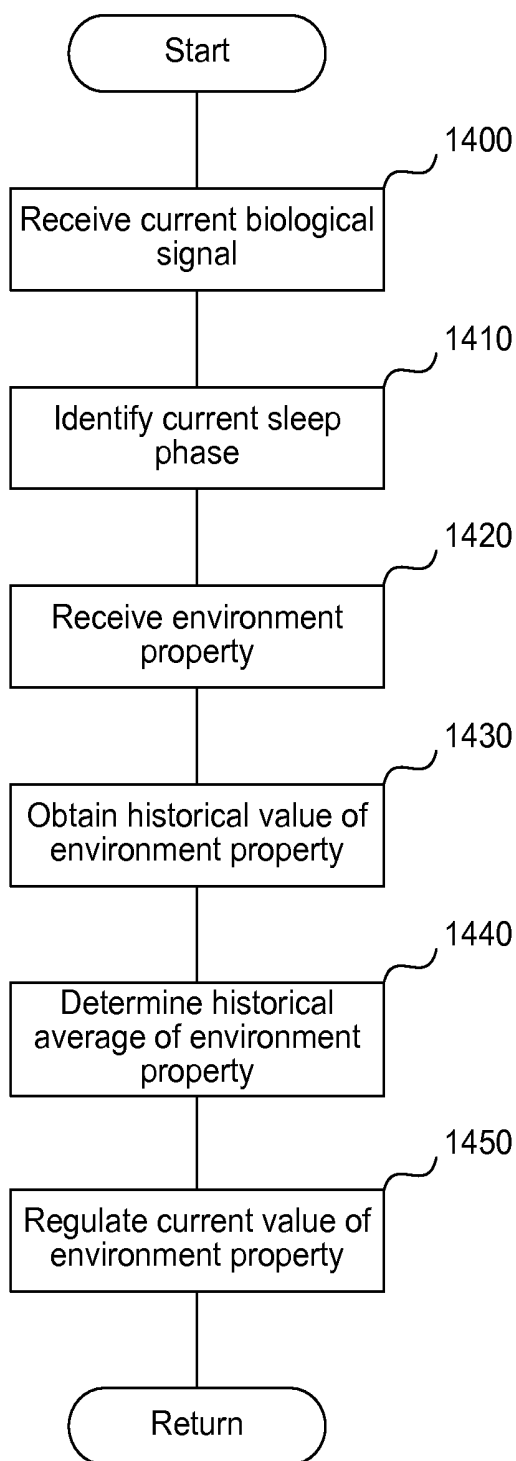 Start
1400
Receive current biological
signal
1410
Identify current sleep
phase
1420
Receive environment
property
1430
Obtain historical value of
environment property
1440
Determine historical
average of environment
property
1450
Regulate current value of
environment property
Return